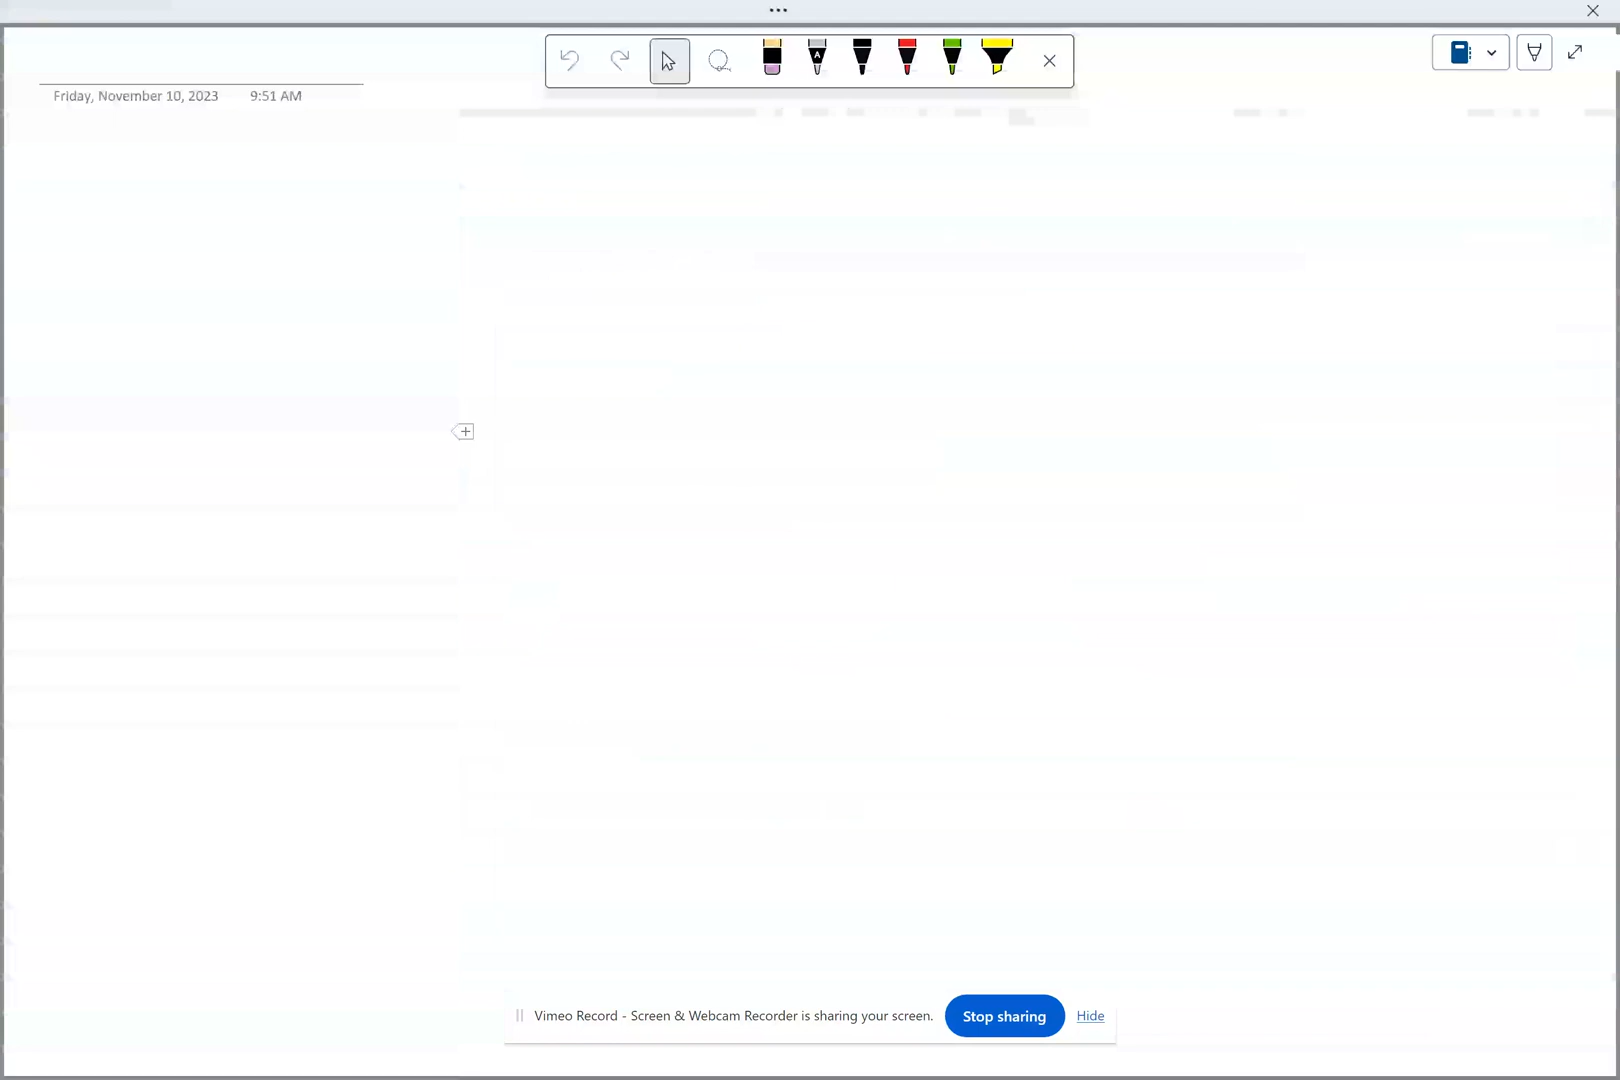 Friday, November 10, 2023 9:51 AM
A
Vimeo Record - Screen & Webcam Recorder is sharing your screen. Stop sharing Hide